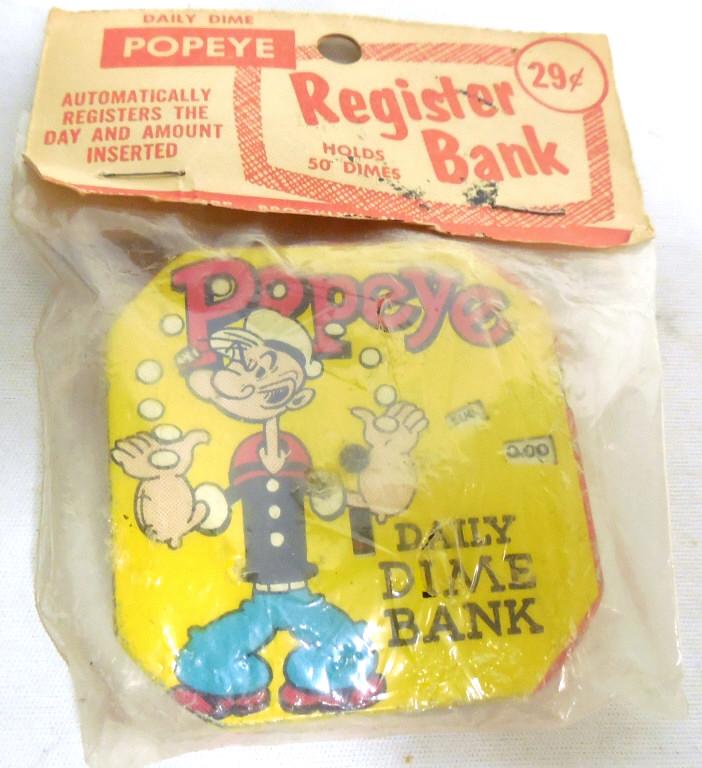 DAILY DIME
POPEYE
AUTOMATICALLY
REGISTERS THE
DAY AND AMOUNT
INSERTED
Register
Bank
HOLDS
50 DIMES
29¢
Popeye
DAILY
DIME
BANK